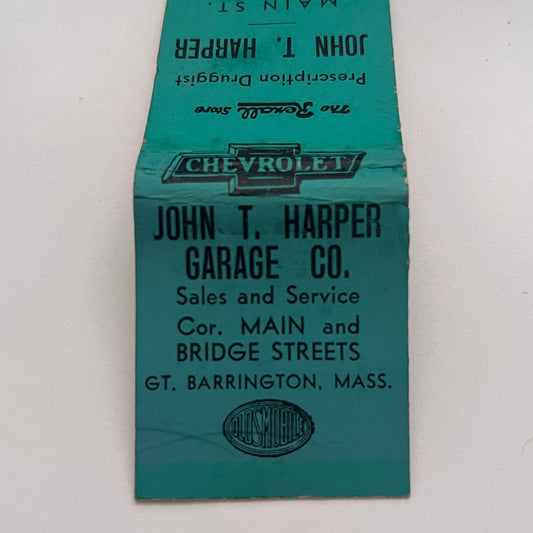 MAIN ST.
JOHN T. HARPER
Prescription Druggist
The Rexall Store
CHEVROLET
JOHN T. HARPER
GARAGE CO.
Sales and Service
Cor. MAIN and
BRIDGE STREETS
GT. BARRINGTON, MASS.
OLDSMOBILE